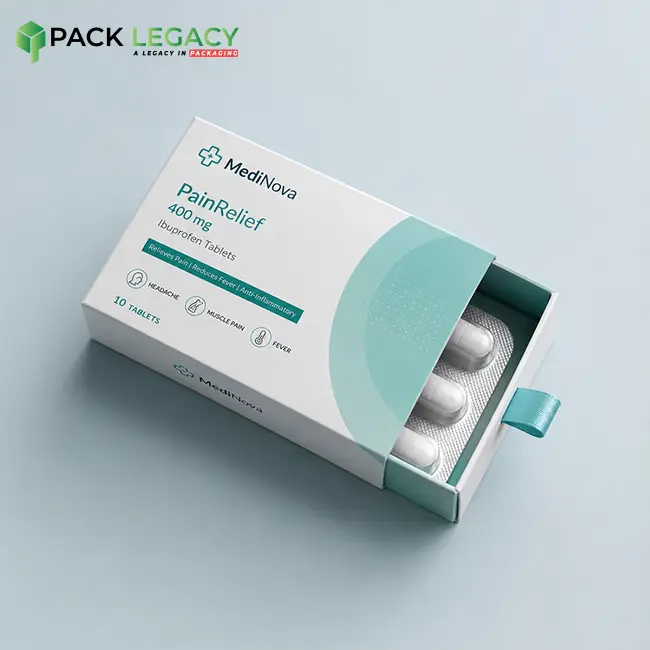 PACK LEGACY
A LEGACY IN PACKAGING
MediNova
PainRelief
400 mg
Ibuprofen Tablets
Relieves Pain | Reduces Fever | Anti-Inflammatory
HEADACHE
MUSCLE PAIN
FEVER
10 TABLETS
MediNova